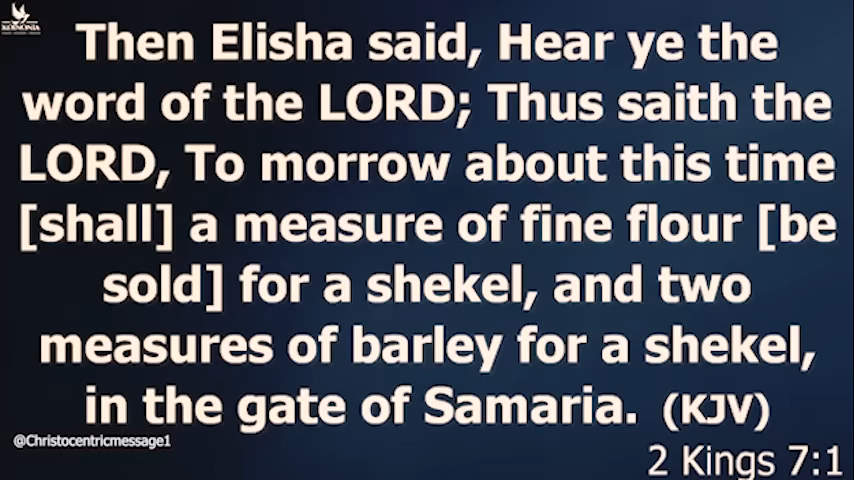 KOINONIA
Then Elisha said, Hear ye the
word of the LORD; Thus saith the
LORD, To morrow about this time
[shall] a measure of fine flour [be
sold] for a shekel, and two
measures of barley for a shekel,
in the gate of Samaria. (KJV)
@Christocentricmessage1
2 Kings 7:1